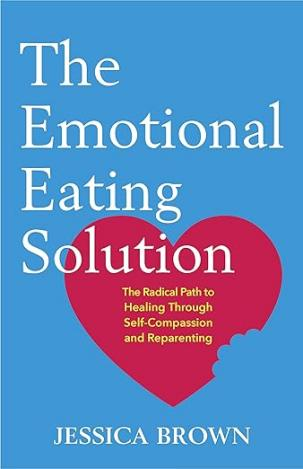 The
Emotional
Eating
Solution
The Radical Path to
Healing Through
Self-Compassion
and Reparenting
JESSICA BROWN